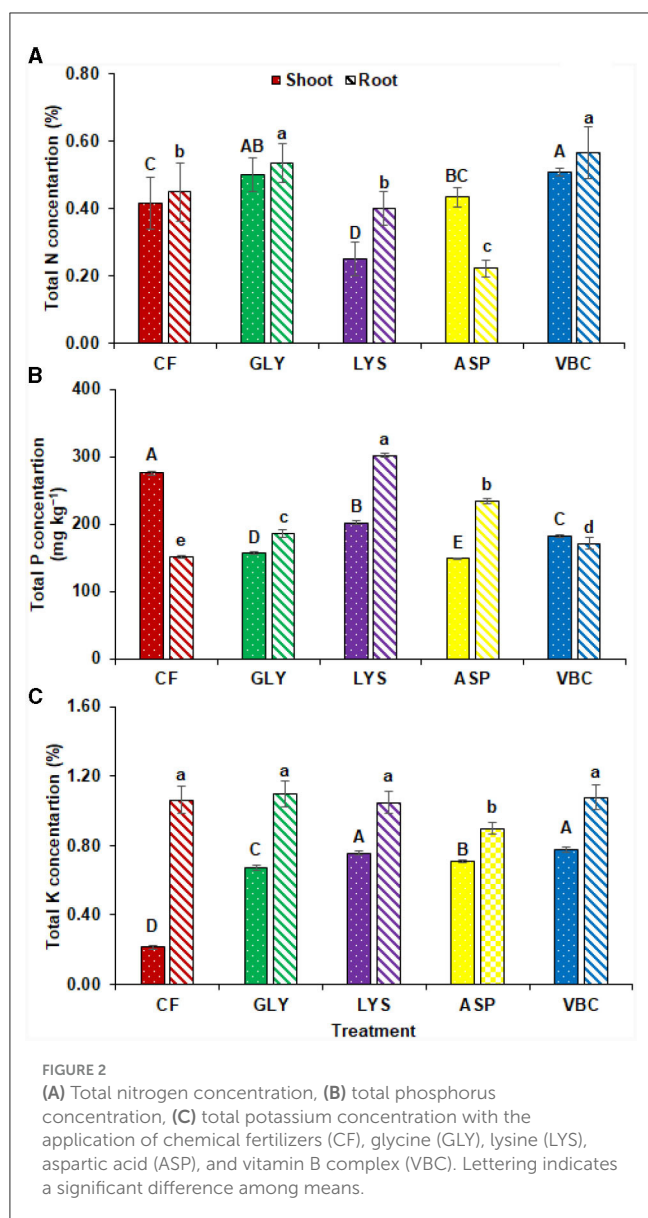 A
Total N concentartion (%)
0.80
0.60
0.40
0.20
0.00
Shoot Root
C b AB a D b BC c A a
CF GLY LYS ASP VBC
B
Total P concentartion
(mg kg⁻¹)
400
300
200
100
0
A e D c B a E b C d
CF GLY LYS ASP VBC
C
Total K concentartion (%)
1.60
1.20
0.80
0.40
0.00
D a C a A a B b A a
CF GLY LYS ASP VBC
Treatment
FIGURE 2
(A) Total nitrogen concentration, (B) total phosphorus
concentration, (C) total potassium concentration with the
application of chemical fertilizers (CF), glycine (GLY), lysine (LYS),
aspartic acid (ASP), and vitamin B complex (VBC). Lettering indicates
a significant difference among means.